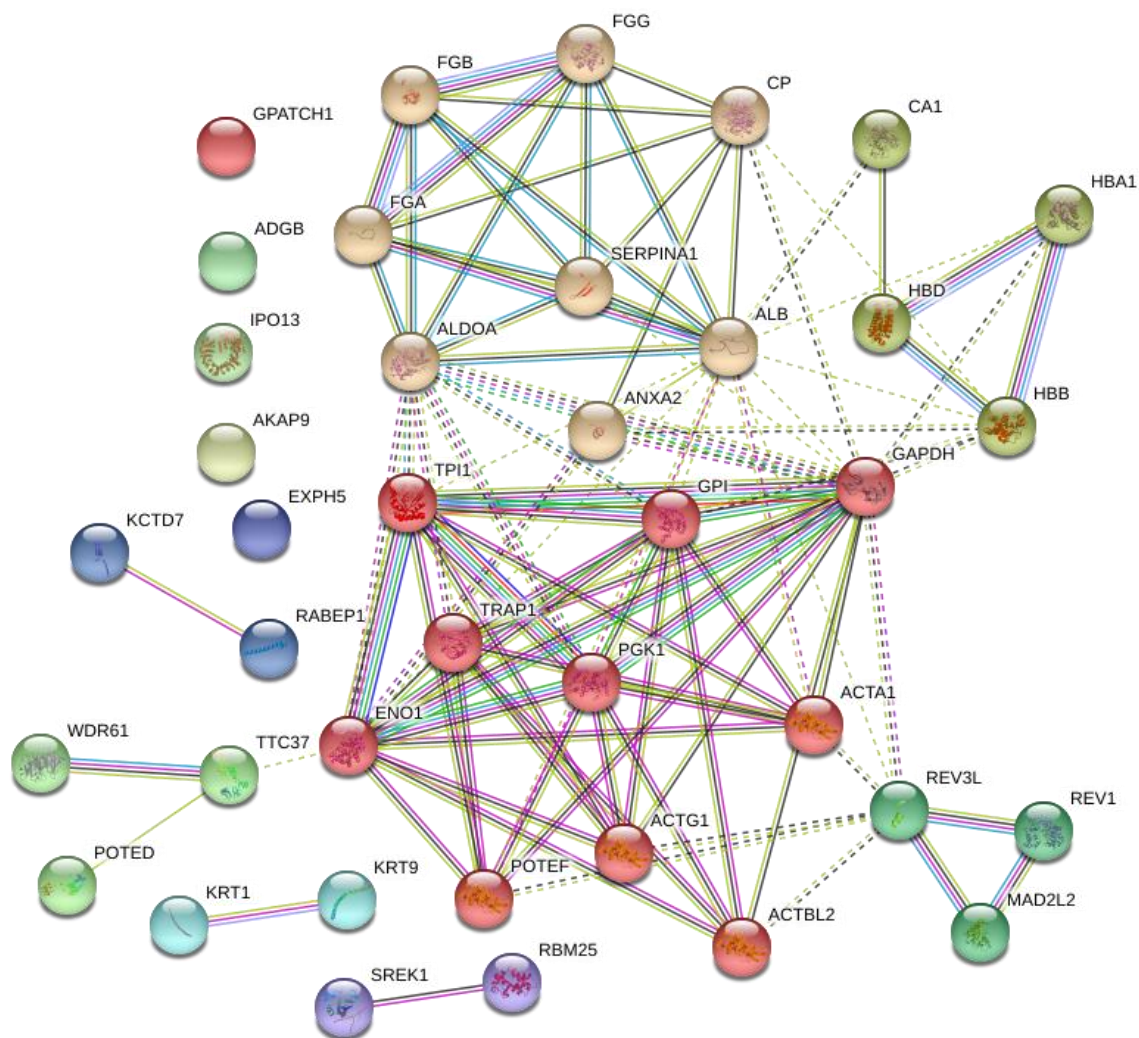 FGG
FGB
CP
CA1
GPATCH1
HBA1
FGA
ADGB
SERPINA1
HBD
IPO13
ALDOA
ALB
HBB
ANXA2
AKAP9
GAPDH
TPI1
GPI
EXPH5
KCTD7
TRAP1
RABEP1
PGK1
ACTA1
ENO1
WDR61
TTC37
REV3L
REV1
ACTG1
POTED
POTEF
KRT9
KRT1
MAD2L2
ACTBL2
RBM25
SREK1